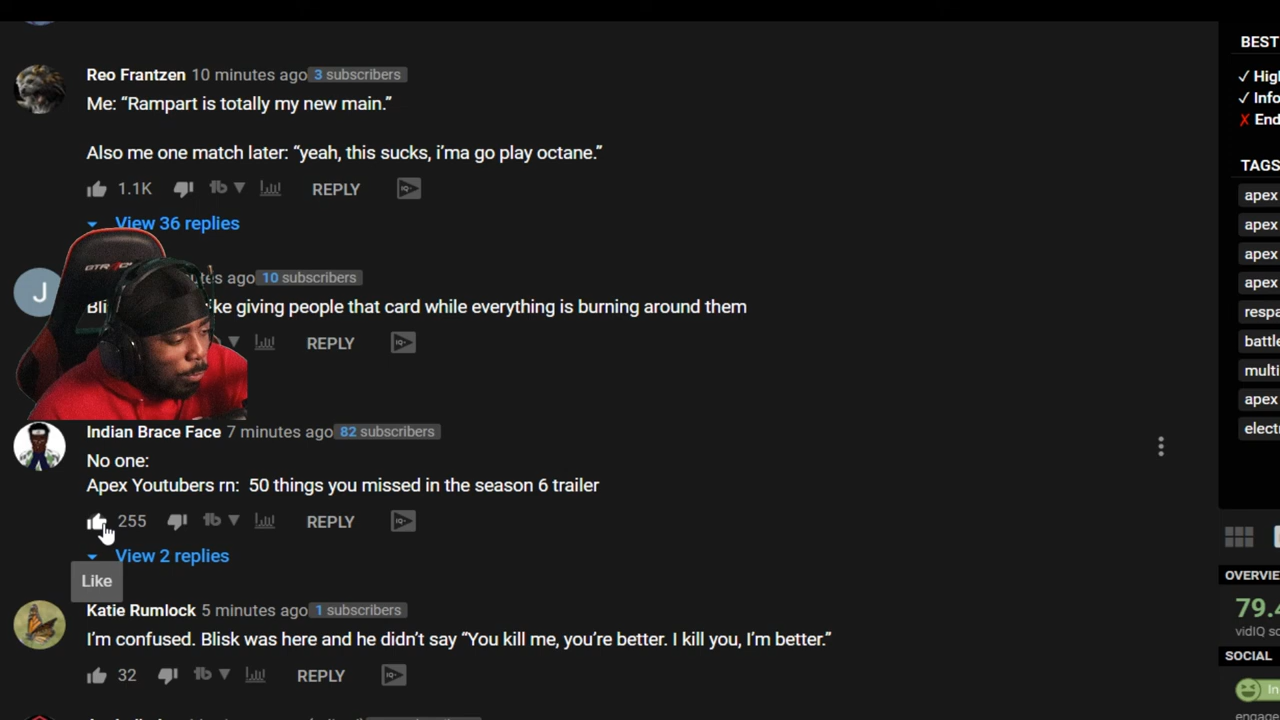 Reo Frantzen 10 minutes ago 3 subscribers
Me: “Rampart is totally my new main.”
Also me one match later: “yeah, this sucks, i’ma go play octane.”
1.1K REPLY
View 36 replies
J
ago 10 subscribers
giving people that card while everything is burning around them
REPLY
Indian Brace Face 7 minutes ago 82 subscribers
No one:
Apex Youtubers rn: 50 things you missed in the season 6 trailer
255 REPLY
View 2 replies
Like
Katie Rumlock 5 minutes ago 1 subscribers
I’m confused. Blisk was here and he didn’t say “You kill me, you’re better. I kill you, I’m better.”
32 REPLY
BEST
✓
✓
✗
TAGS
apex
apex
apex
apex
apex
79.4
vidIQ
SOCIAL